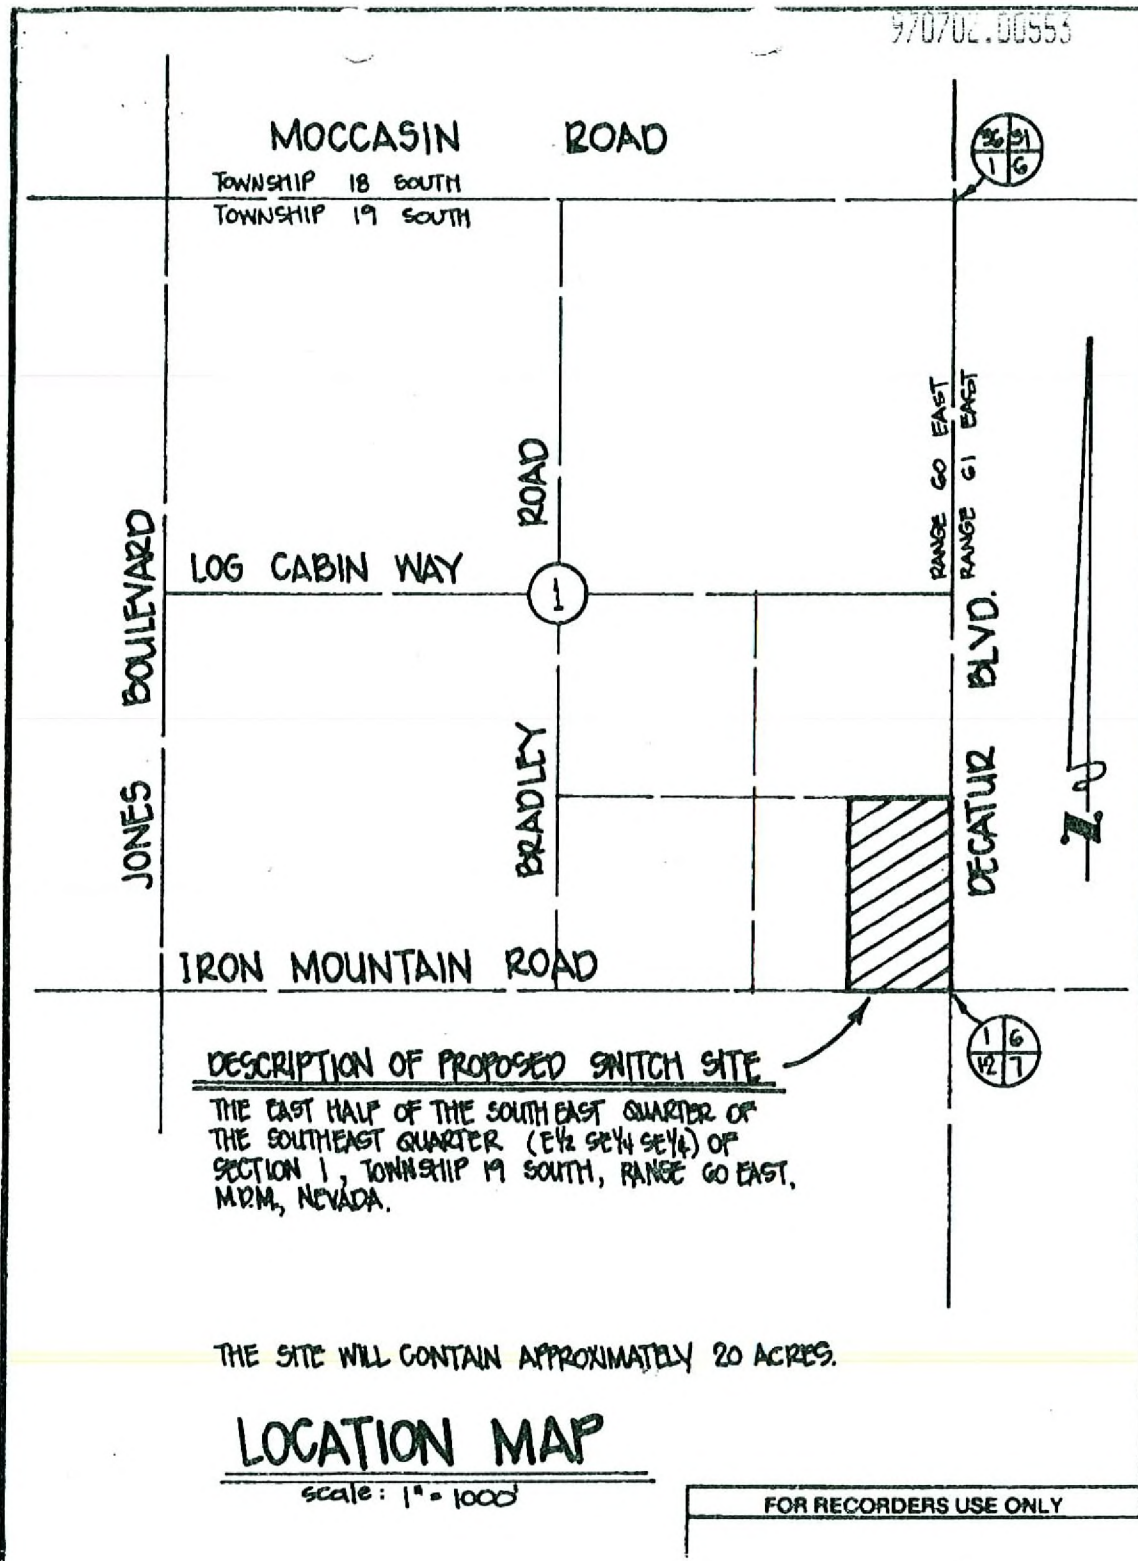 970702.00553
MOCCASIN ROAD
TOWNSHIP 18 SOUTH
TOWNSHIP 19 SOUTH
36 31
1 6
RANGE 60 EAST
RANGE 61 EAST
ROAD
LOG CABIN WAY
1
JONES BOULEVARD
BRADLEY
DECATUR BLVD.
Z
IRON MOUNTAIN ROAD
1 6
12 7
DESCRIPTION OF PROPOSED SWITCH SITE
THE EAST HALF OF THE SOUTHEAST QUARTER OF
THE SOUTHEAST QUARTER (E½ SE¼ SE¼) OF
SECTION 1, TOWNSHIP 19 SOUTH, RANGE 60 EAST,
M.D.M., NEVADA.
THE SITE WILL CONTAIN APPROXIMATELY 20 ACRES.
LOCATION MAP
scale: 1" = 1000'
FOR RECORDERS USE ONLY